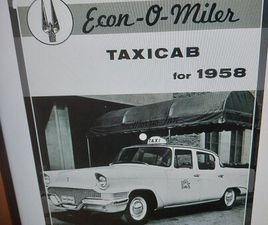 Econ-O-Miler
TAXICAB
for 1958
TAXI